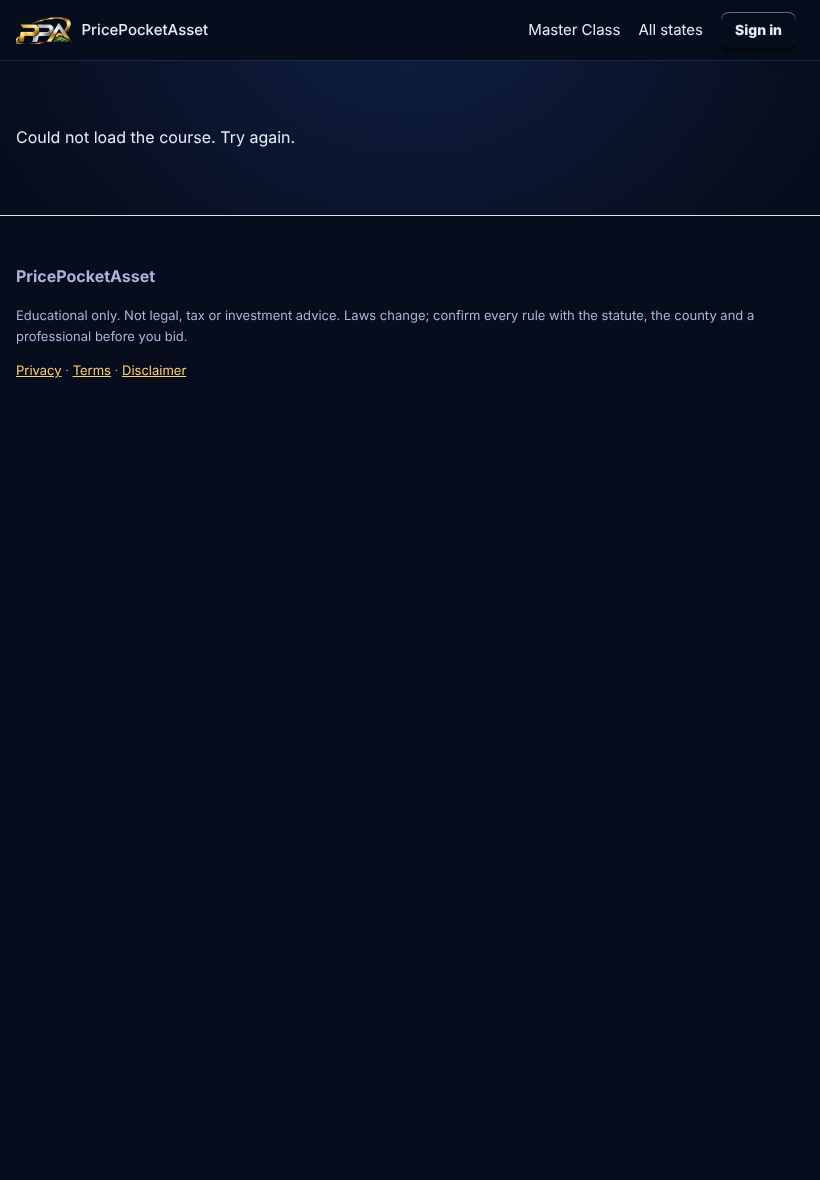 PPA PricePocketAsset Master Class All states Sign in
Could not load the course. Try again.
PricePocketAsset
Educational only. Not legal, tax or investment advice. Laws change; confirm every rule with the statute, the county and a
professional before you bid.
Privacy · Terms · Disclaimer